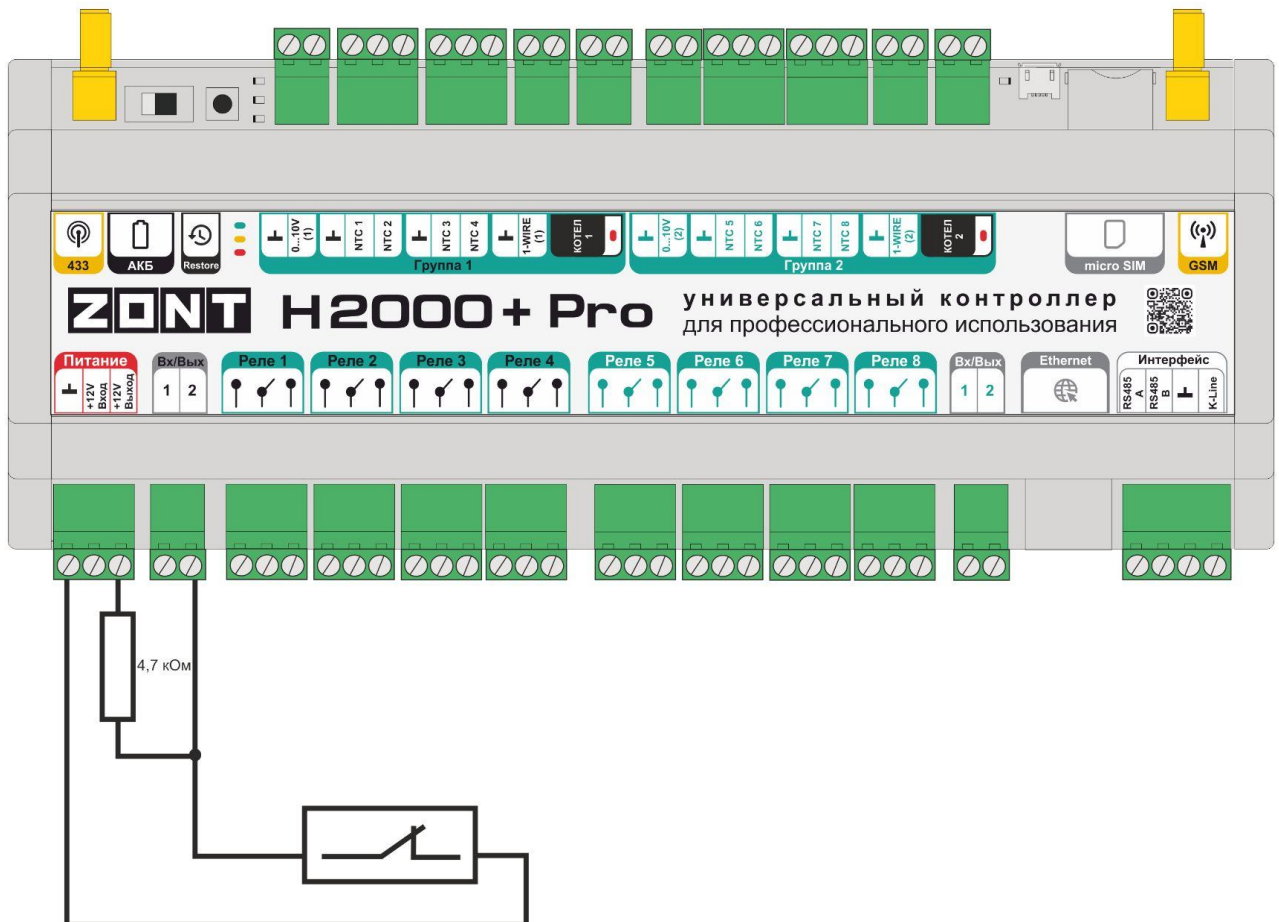 433
АКБ
Restore
0...10V (1)
NTC 1
NTC 2
NTC 3
NTC 4
1-WIRE (1)
КОТЕЛ 1
Группа 1
0...10V (2)
NTC 5
NTC 6
NTC 7
NTC 8
1-WIRE (2)
КОТЕЛ 2
Группа 2
micro SIM
GSM
ZONT H2000+ Pro
универсальный контроллер
для профессионального использования
Питание
+12V Вход
+12V Выход
Вх/Вых
1 2
Реле 1
Реле 2
Реле 3
Реле 4
Реле 5
Реле 6
Реле 7
Реле 8
Вх/Вых
1 2
Ethernet
Интерфейс
RS485 A
RS485 B
K-Line
4,7 кОм